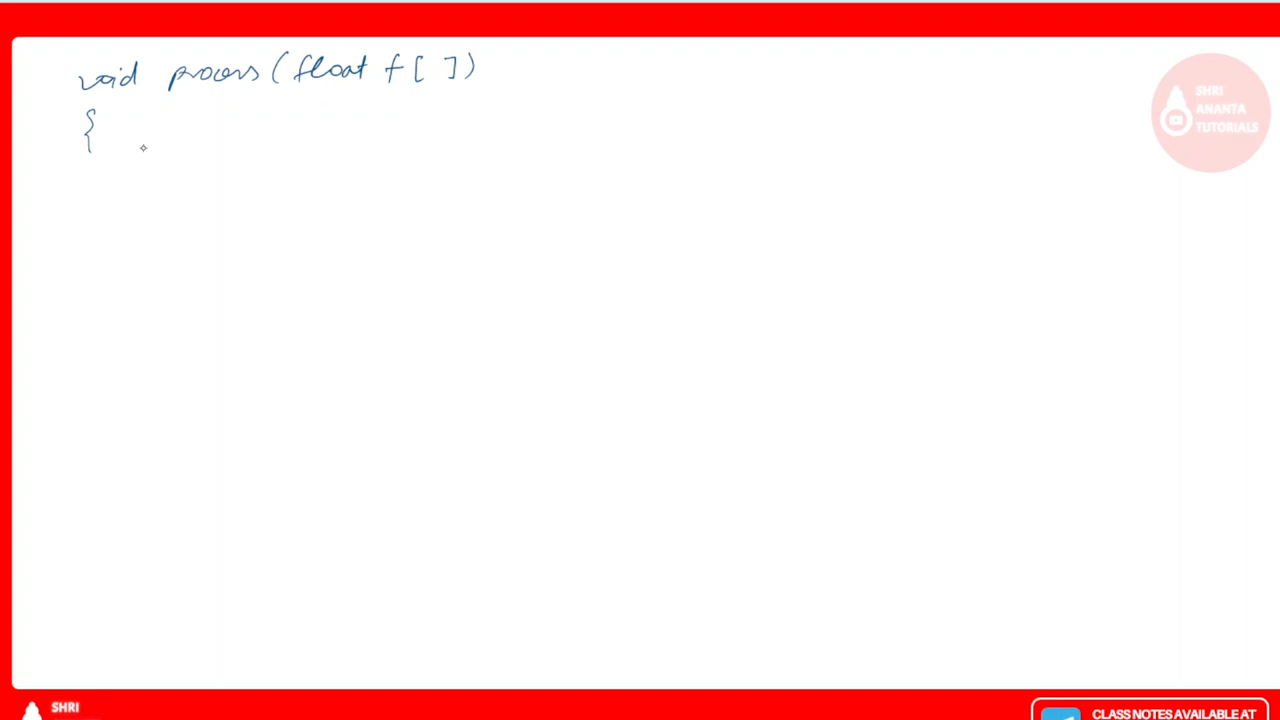 void process (float f [ ])
{
SHRI
ANANTA
TUTORIALS
SHRI
CLASS NOTES AVAILABLE AT